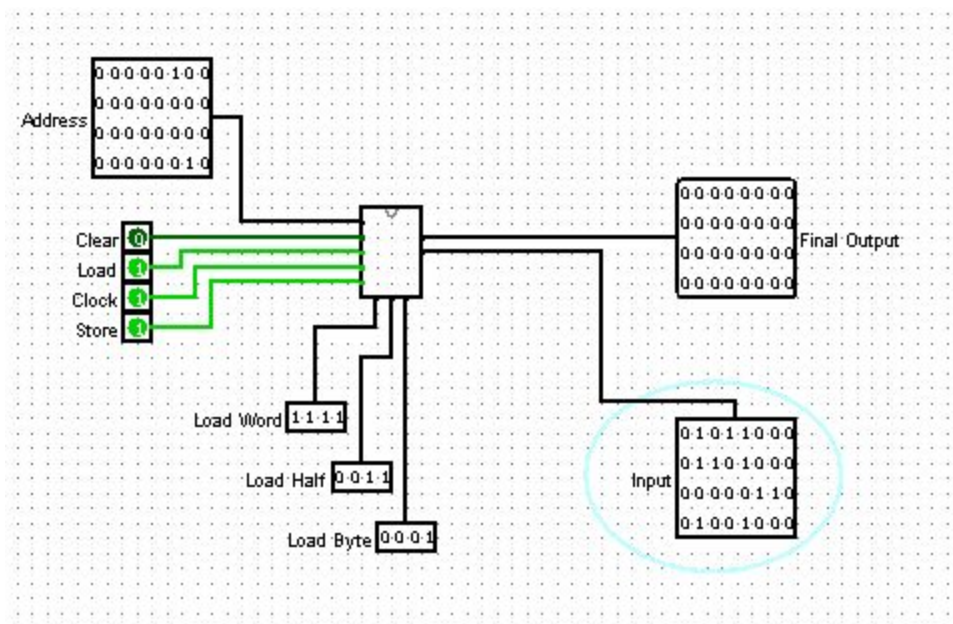 0 0 0 0 0 1 0 0
0 0 0 0 0 0 0 0
Address
0 0 0 0 0 0 0 0
0 0 0 0 0 0 1 0
Clear 0
Load 1
Clock 1
Store 1
0 0 0 0 0 0 0 0
0 0 0 0 0 0 0 0
Final Output
0 0 0 0 0 0 0 0
0 0 0 0 0 0 0 0
Load Word 1 1 1 1
Load Half 0 0 1 1
Load Byte 0 0 0 1
0 1 0 1 1 0 0 0
0 1 1 0 1 0 0 0
Input
0 0 0 0 0 1 1 0
0 1 0 0 1 0 0 0